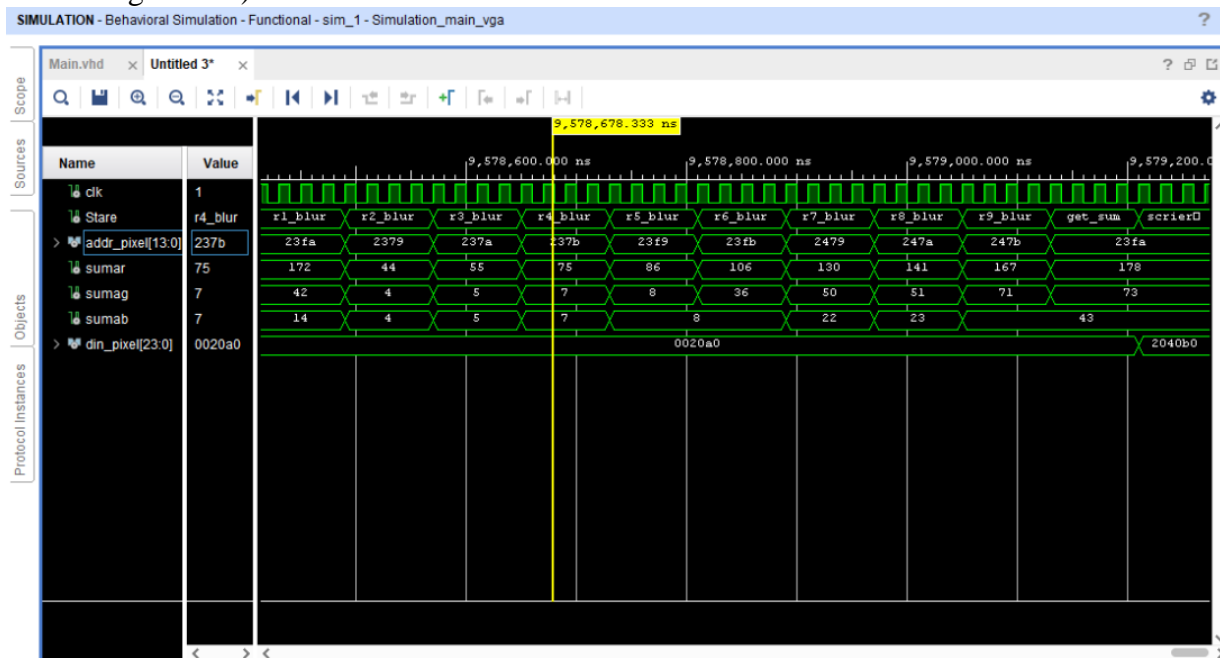 SIMULATION - Behavioral Simulation - Functional - sim_1 - Simulation_main_vga ?
Main.vhd × Untitled 3* ×
Scope
Sources
Objects
Protocol Instances
9,578,678.333 ns
Name Value
9,578,600.000 ns 9,578,800.000 ns 9,579,000.000 ns 9,579,200.0
clk 1
Stare r4_blur r1_blur r2_blur r3_blur r4_blur r5_blur r6_blur r7_blur r8_blur r9_blur get_sum scrier
addr_pixel[13:0] 237b 23fa 2379 237a 237b 23f9 23fb 2479 247a 247b 23fa
sumar 75 172 44 55 75 86 106 130 141 167 178
sumag 7 42 4 5 7 8 36 50 51 71 73
sumab 7 14 4 5 7 8 22 23 43
din_pixel[23:0] 0020a0 0020a0 2040b0